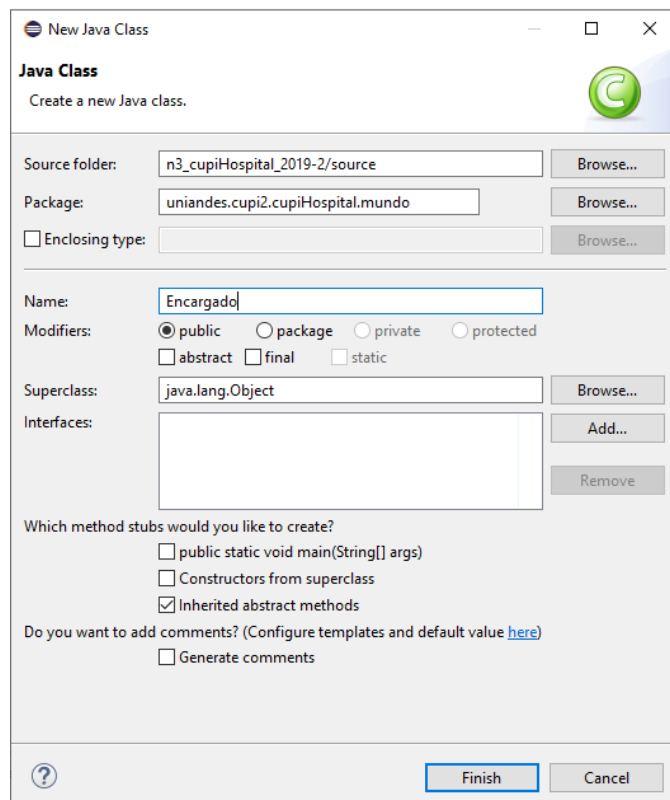 New Java Class
Java Class
Create a new Java class.
C
Source folder: n3_cupiHospital_2019-2/source Browse...
Package: uniandes.cupi2.cupiHospital.mundo Browse...
Enclosing type: Browse...
Name: Encargado
Modifiers: public package private protected
abstract final static
Superclass: java.lang.Object Browse...
Interfaces: Add...
Remove
Which method stubs would you like to create?
public static void main(String[] args)
Constructors from superclass
Inherited abstract methods
Do you want to add comments? (Configure templates and default value here)
Generate comments
? Finish Cancel